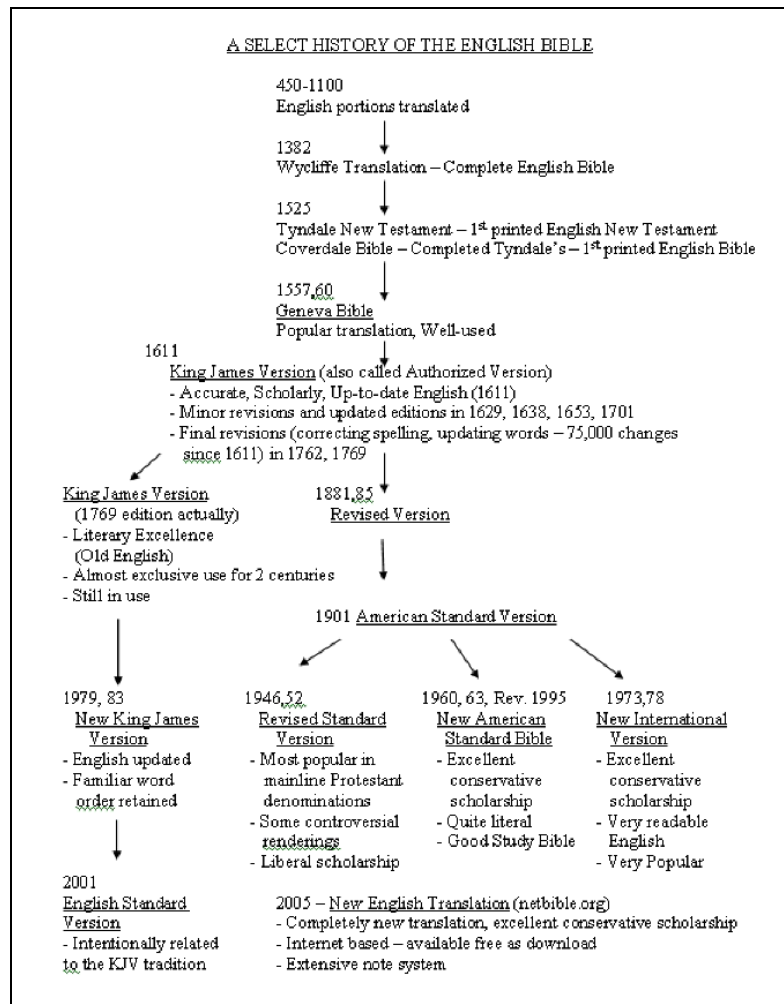 A SELECT HISTORY OF THE ENGLISH BIBLE
450-1100
English portions translated
1382
Wycliffe Translation – Complete English Bible
1525
Tyndale New Testament – 1st printed English New Testament
Coverdale Bible – Completed Tyndale's – 1st printed English Bible
1557,60
Geneva Bible
Popular translation, Well-used
1611
King James Version (also called Authorized Version)
- Accurate, Scholarly, Up-to-date English (1611)
- Minor revisions and updated editions in 1629, 1638, 1653, 1701
- Final revisions (correcting spelling, updating words – 75,000 changes
since 1611) in 1762, 1769
King James Version
(1769 edition actually)
- Literary Excellence
(Old English)
- Almost exclusive use for 2 centuries
- Still in use
1881,85
Revised Version
1901 American Standard Version
1979, 83
New King James
Version
- English updated
- Familiar word
order retained
1946,52
Revised Standard
Version
- Most popular in
mainline Protestant
denominations
- Some controversial
renderings
- Liberal scholarship
1960, 63, Rev. 1995
New American
Standard Bible
- Excellent
conservative
scholarship
- Quite literal
- Good Study Bible
1973,78
New International
Version
- Excellent
conservative
scholarship
- Very readable
English
- Very Popular
2001
English Standard
Version
- Intentionally related
to the KJV tradition
2005 – New English Translation (netbible.org)
- Completely new translation, excellent conservative scholarship
- Internet based – available free as download
- Extensive note system